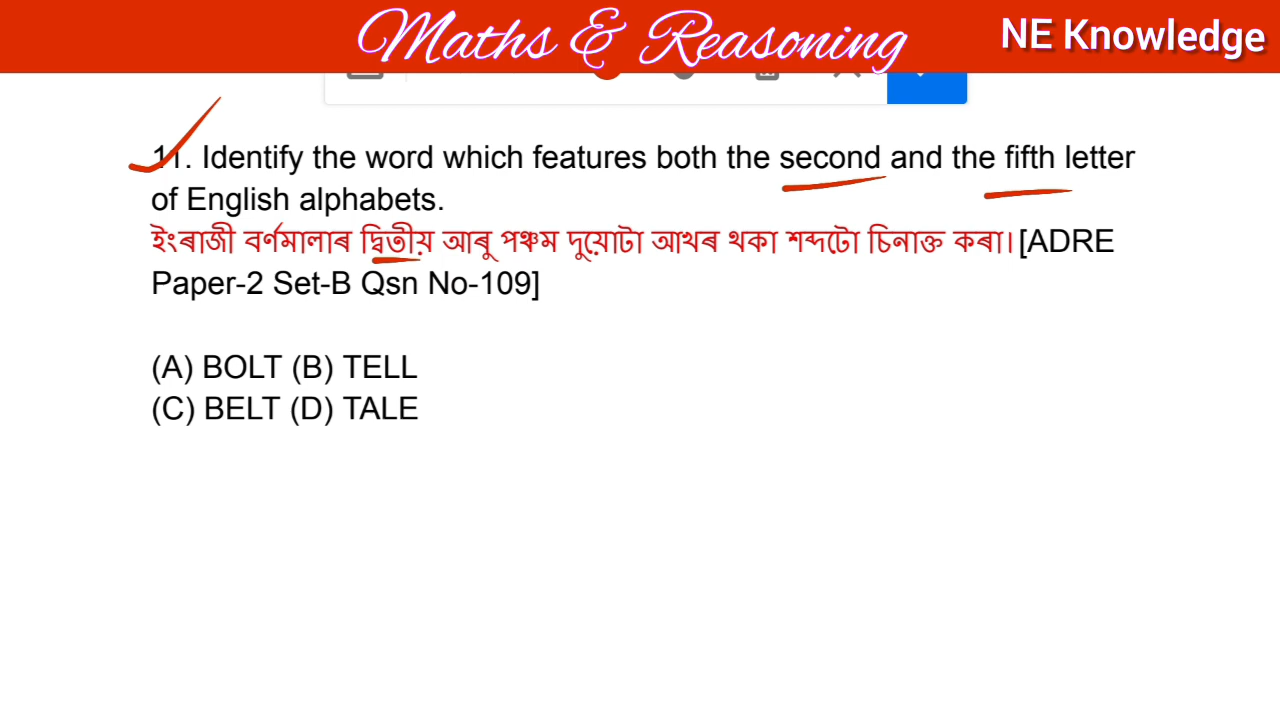 Maths & Reasoning
NE Knowledge
11. Identify the word which features both the second and the fifth letter
of English alphabets.
ইংৰাজী বৰ্ণমালাৰ দ্বিতীয় আৰু পঞ্চম দুয়োটা আখৰ থকা শব্দটো চিনাক্ত কৰা। [ADRE
Paper-2 Set-B Qsn No-109]
(A) BOLT (B) TELL
(C) BELT (D) TALE